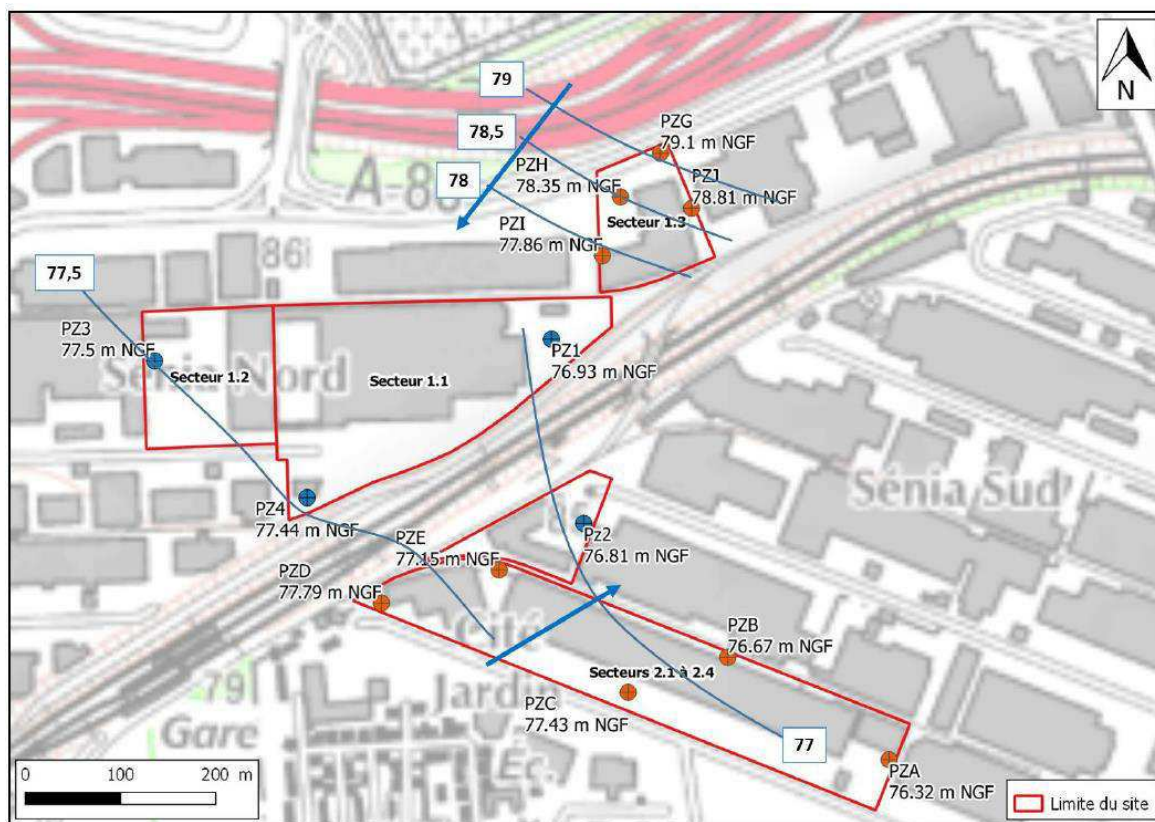 79
N
PZG
79.1 m NGF
78,5
PZH
78.35 m NGF
PZJ
78.81 m NGF
A-86
78
Secteur 1.3
PZI
77.86 m NGF
86
77,5
PZ3
77.5 m NGF
PZ1
76.93 m NGF
Sénia Nord
Secteur 1.2
Secteur 1.1
Sénia Sud
PZ4
77.44 m NGF
PZE
77.15 m NGF
Pz2
76.81 m NGF
PZD
77.79 m NGF
Cité
PZB
76.67 m NGF
Secteurs 2.1 à 2.4
Jardin
79
PZC
77.43 m NGF
Gare
77
Éc.
PZA
76.32 m NGF
0 100 200 m
Limite du site